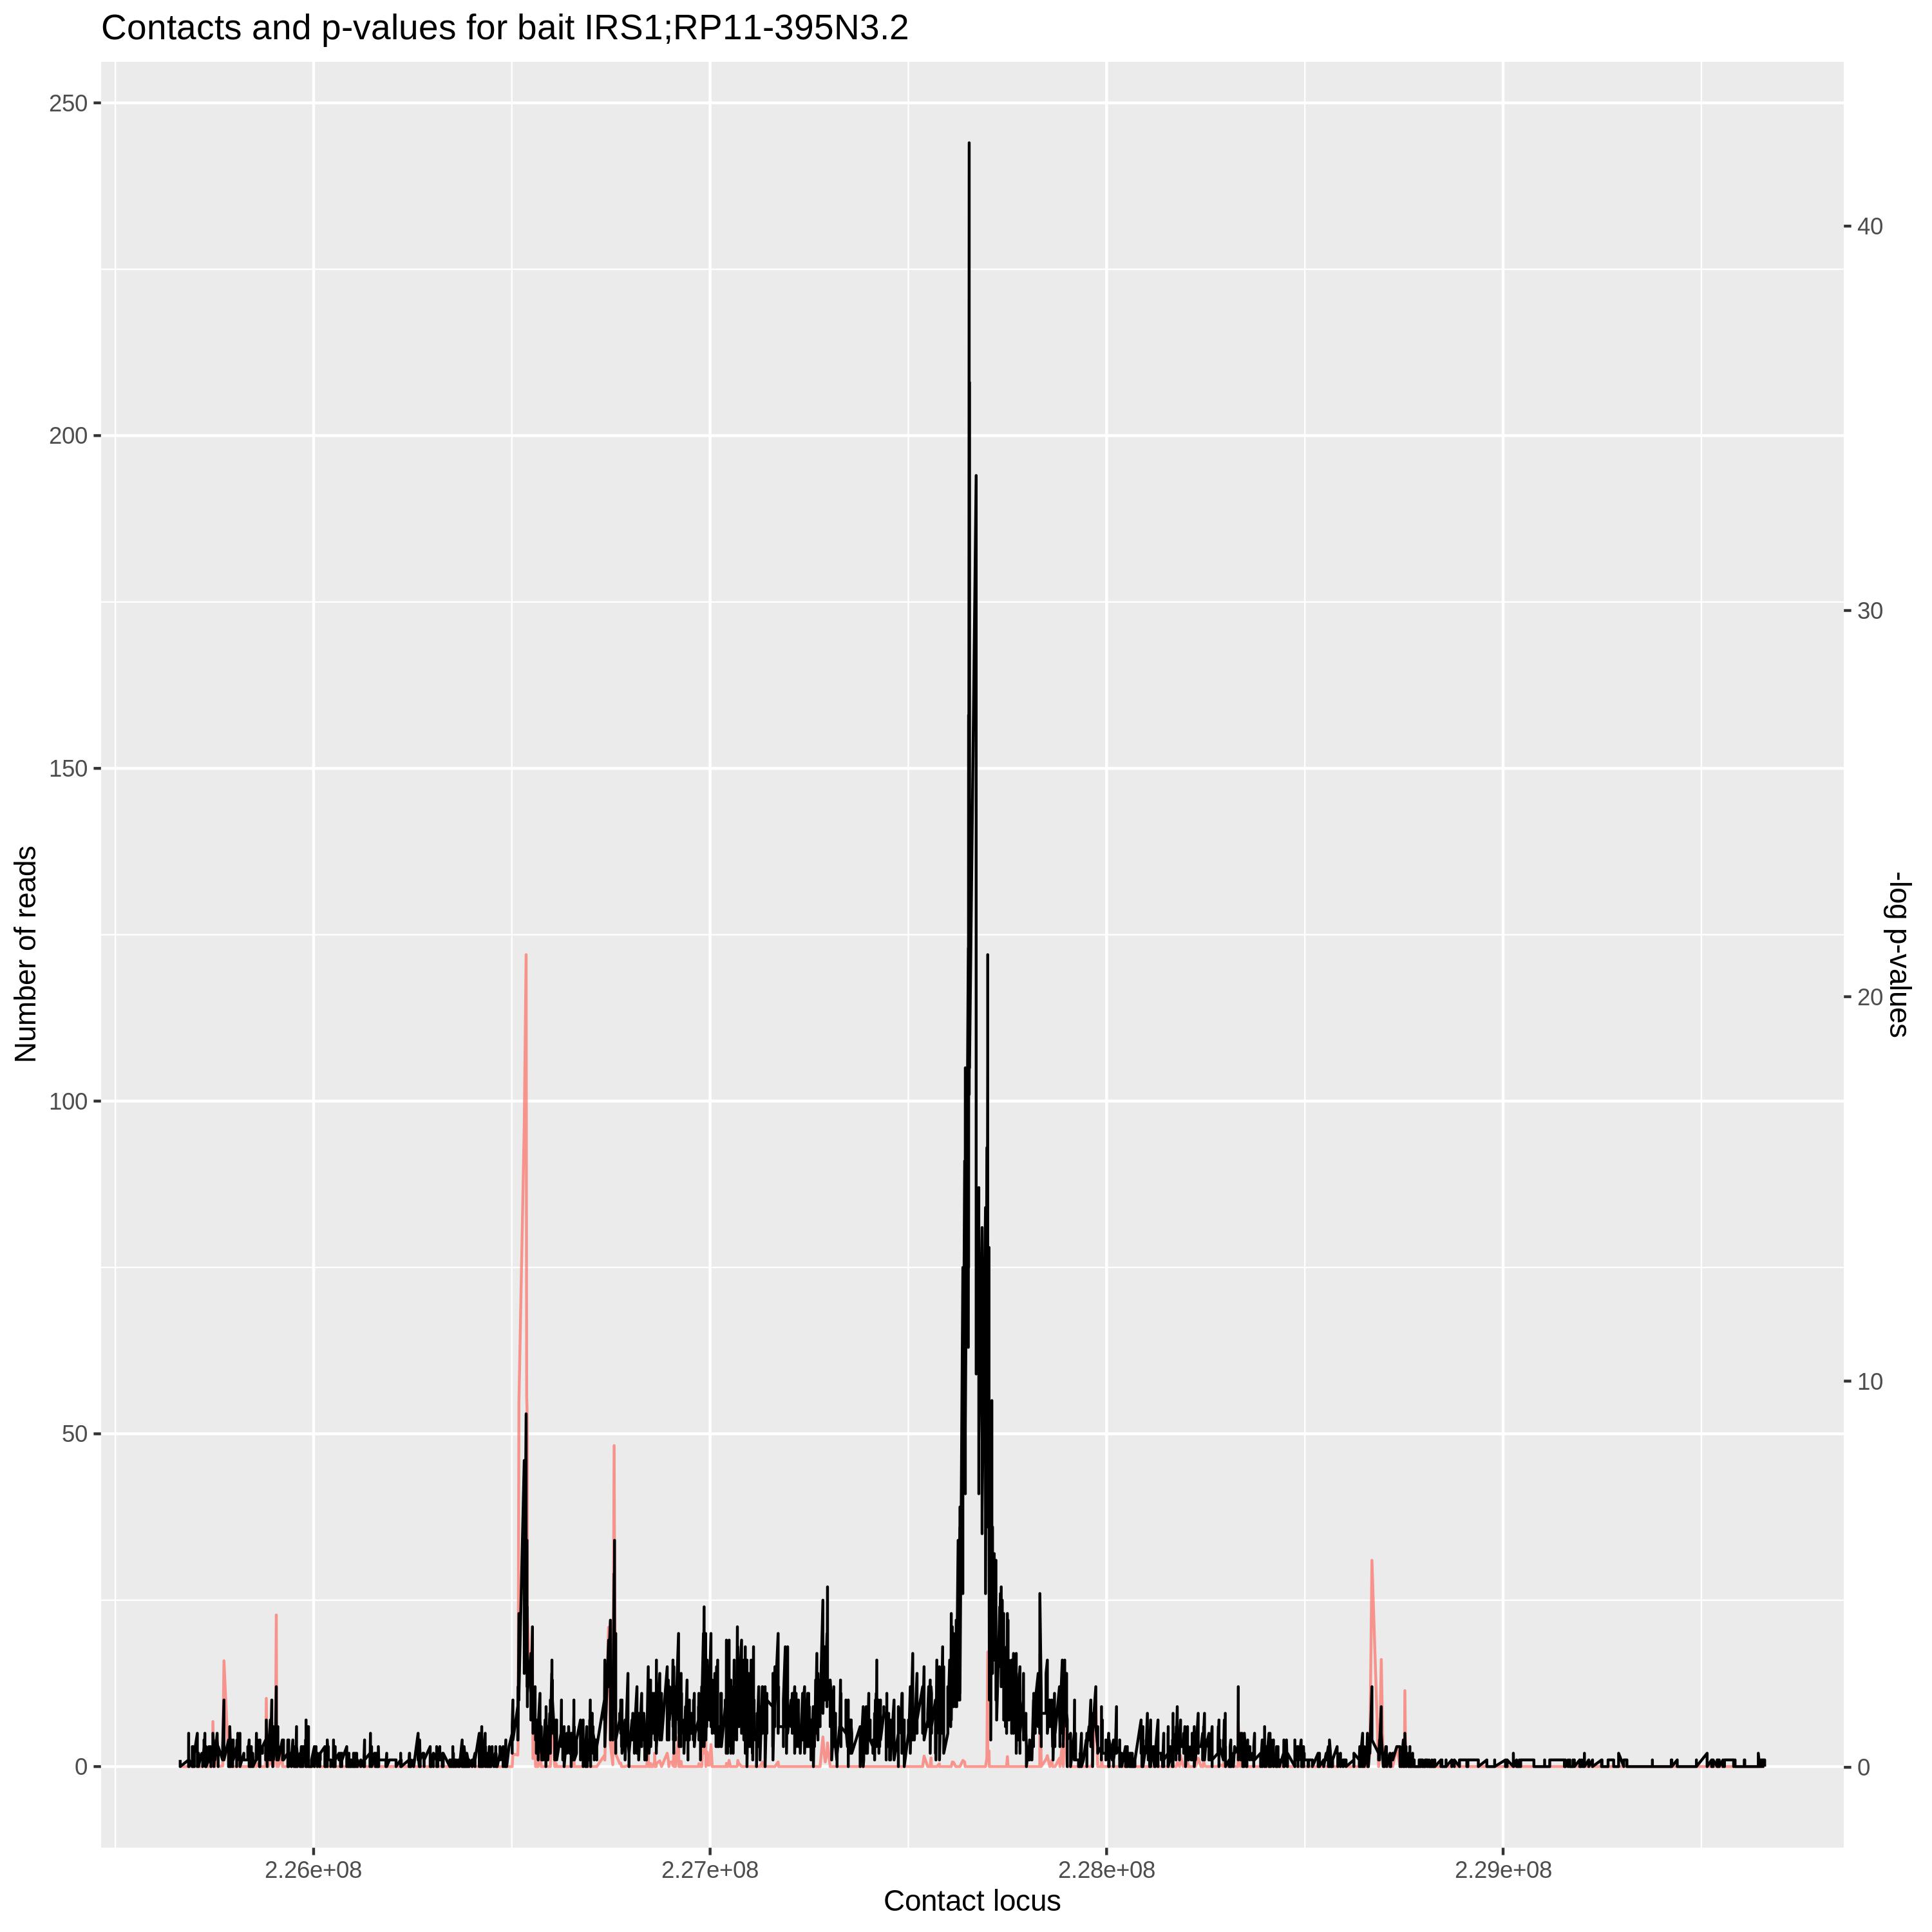 Contacts and p-values for bait IRS1;RP11-395N3.2
250
200
150
100
50
0
Number of reads
40
30
20
10
0
-log p-values
2.26e+08
2.27e+08
2.28e+08
2.29e+08
Contact locus